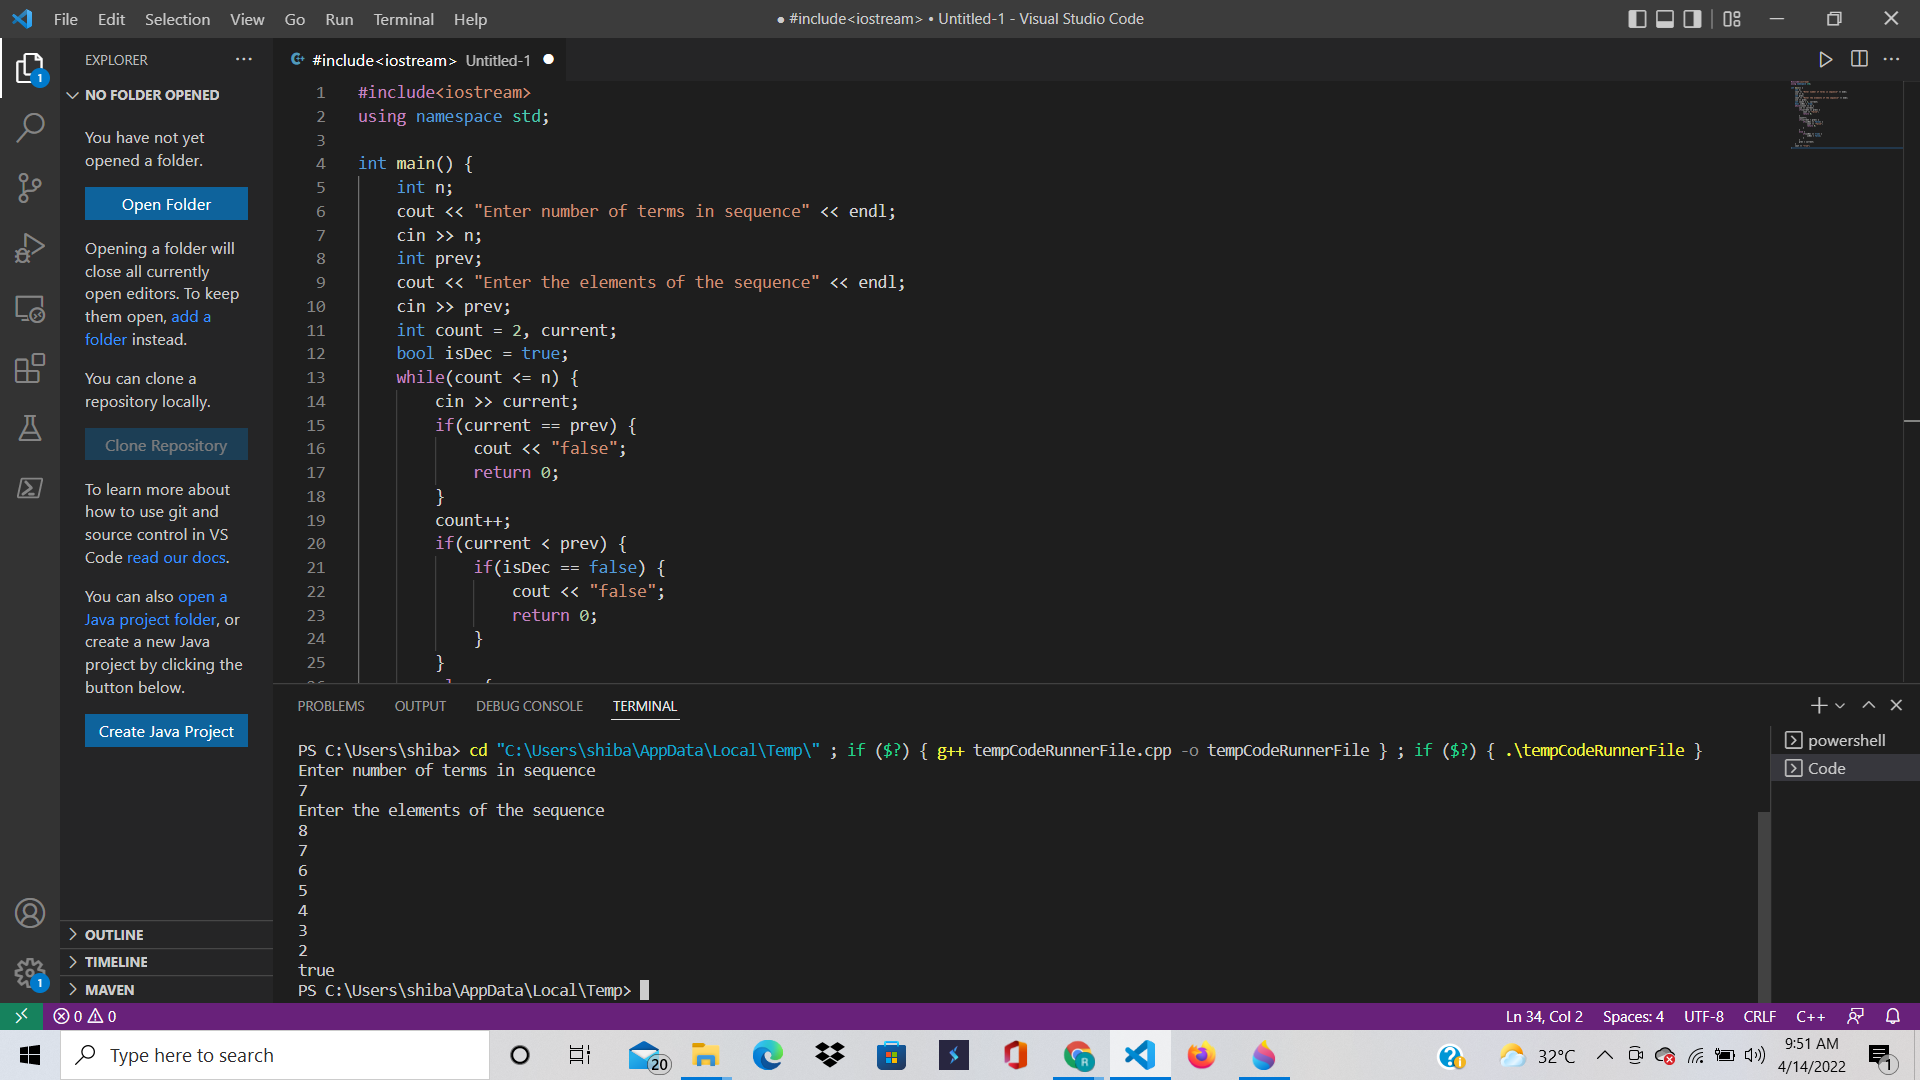 File Edit Selection View Go Run Terminal Help
● #include<iostream> • Untitled-1 - Visual Studio Code
EXPLORER
NO FOLDER OPENED
You have not yet
opened a folder.
Open Folder
Opening a folder will
close all currently
open editors. To keep
them open, add a
folder instead.
You can clone a
repository locally.
Clone Repository
To learn more about
how to use git and
source control in VS
Code read our docs.
You can also open a
Java project folder, or
create a new Java
project by clicking the
button below.
Create Java Project
OUTLINE
TIMELINE
MAVEN
1
1
#include<iostream> Untitled-1
1 #include<iostream>
2 using namespace std;
3
4 int main() {
5 int n;
6 cout << "Enter number of terms in sequence" << endl;
7 cin >> n;
8 int prev;
9 cout << "Enter the elements of the sequence" << endl;
10 cin >> prev;
11 int count = 2, current;
12 bool isDec = true;
13 while(count <= n) {
14 cin >> current;
15 if(current == prev) {
16 cout << "false";
17 return 0;
18 }
19 count++;
20 if(current < prev) {
21 if(isDec == false) {
22 cout << "false";
23 return 0;
24 }
25 }
PROBLEMS OUTPUT DEBUG CONSOLE TERMINAL
PS C:\Users\shiba> cd "C:\Users\shiba\AppData\Local\Temp\" ; if ($?) { g++ tempCodeRunnerFile.cpp -o tempCodeRunnerFile } ; if ($?) { .\tempCodeRunnerFile }
Enter number of terms in sequence
7
Enter the elements of the sequence
8
7
6
5
4
3
2
true
PS C:\Users\shiba\AppData\Local\Temp>
powershell
Code
0 0
Ln 34, Col 2 Spaces: 4 UTF-8 CRLF C++
Type here to search
20
32°C
9:51 AM
4/14/2022
1